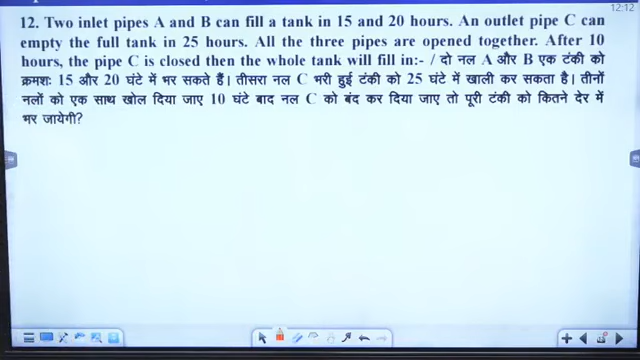 12:12
12. Two inlet pipes A and B can fill a tank in 15 and 20 hours. An outlet pipe C can
empty the full tank in 25 hours. All the three pipes are opened together. After 10
hours, the pipe C is closed then the whole tank will fill in:- / दो नल A और B एक टंकी को
क्रमशः 15 और 20 घंटे में भर सकते हैं। तीसरा नल C भरी हुई टंकी को 25 घंटे में खाली कर सकता है। तीनों
नलों को एक साथ खोल दिया जाए 10 घंटे बाद नल C को बंद कर दिया जाए तो पूरी टंकी को कितने देर में
भर जायेगी?